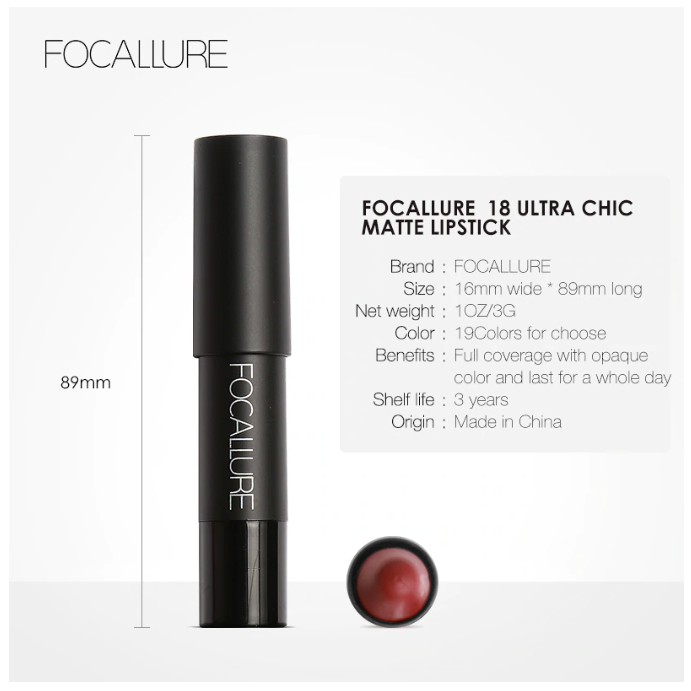 FOCALLURE
FOCALLURE 18 ULTRA CHIC
MATTE LIPSTICK
Brand : FOCALLURE
Size : 16mm wide * 89mm long
Net weight : 1OZ/3G
Color : 19Colors for choose
Benefits : Full coverage with opaque
color and last for a whole day
Shelf life : 3 years
Origin : Made in China
89mm
FOCALLURE